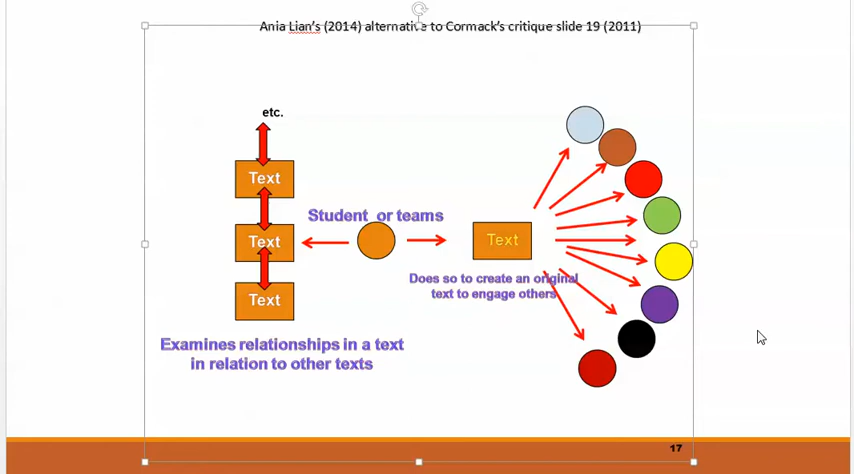 Ania Lian's (2014) alternative to Cormack's critique slide 19 (2011)
etc.
Text
Student or teams
Text
Text
Does so to create an original
text to engage others
Text
Examines relationships in a text
in relation to other texts
17